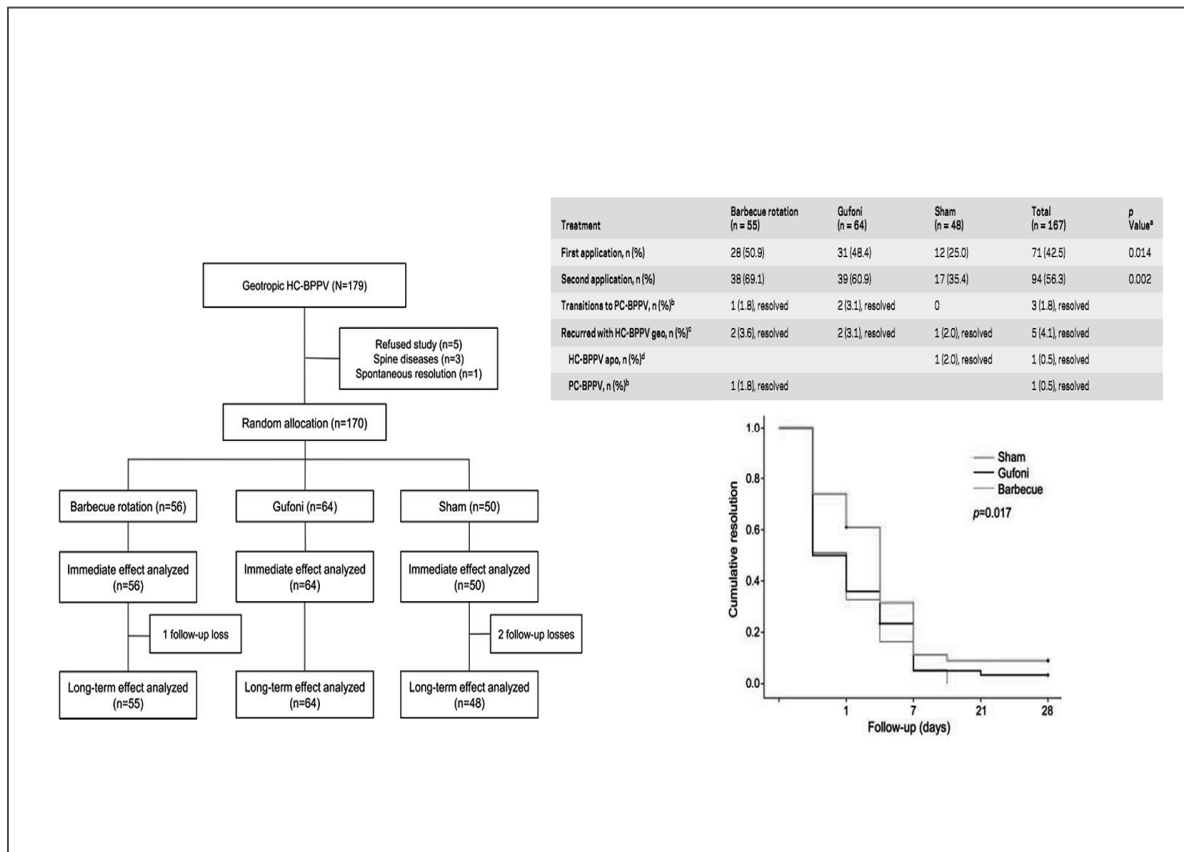 Geotropic HC-BPPV (N=179)
Refused study (n=5)
Spine diseases (n=3)
Spontaneous resolution (n=1)
Random allocation (n=170)
Barbecue rotation (n=56)
Gufoni (n=64)
Sham (n=50)
Immediate effect analyzed
(n=56)
Immediate effect analyzed
(n=64)
Immediate effect analyzed
(n=50)
1 follow-up loss
2 follow-up losses
Long-term effect analyzed
(n=55)
Long-term effect analyzed
(n=64)
Long-term effect analyzed
(n=48)
Treatment Barbecue rotation (n = 55) Gufoni (n = 64) Sham (n = 48) Total (n = 167) p Valueᵃ
First application, n (%) 28 (50.9) 31 (48.4) 12 (25.0) 71 (42.5) 0.014
Second application, n (%) 38 (69.1) 39 (60.9) 17 (35.4) 94 (56.3) 0.002
Transitions to PC-BPPV, n (%)ᵇ 1 (1.8), resolved 2 (3.1), resolved 0 3 (1.8), resolved
Recurred with HC-BPPV geo, n (%)ᶜ 2 (3.6), resolved 2 (3.1), resolved 1 (2.0), resolved 5 (4.1), resolved
HC-BPPV apo, n (%)ᵈ 1 (2.0), resolved 1 (0.5), resolved
PC-BPPV, n (%)ᵇ 1 (1.8), resolved 1 (0.5), resolved
Cumulative resolution
1.0
0.8
0.6
0.4
0.2
0.0
Sham
Gufoni
Barbecue
p=0.017
1 7 21 28
Follow-up (days)